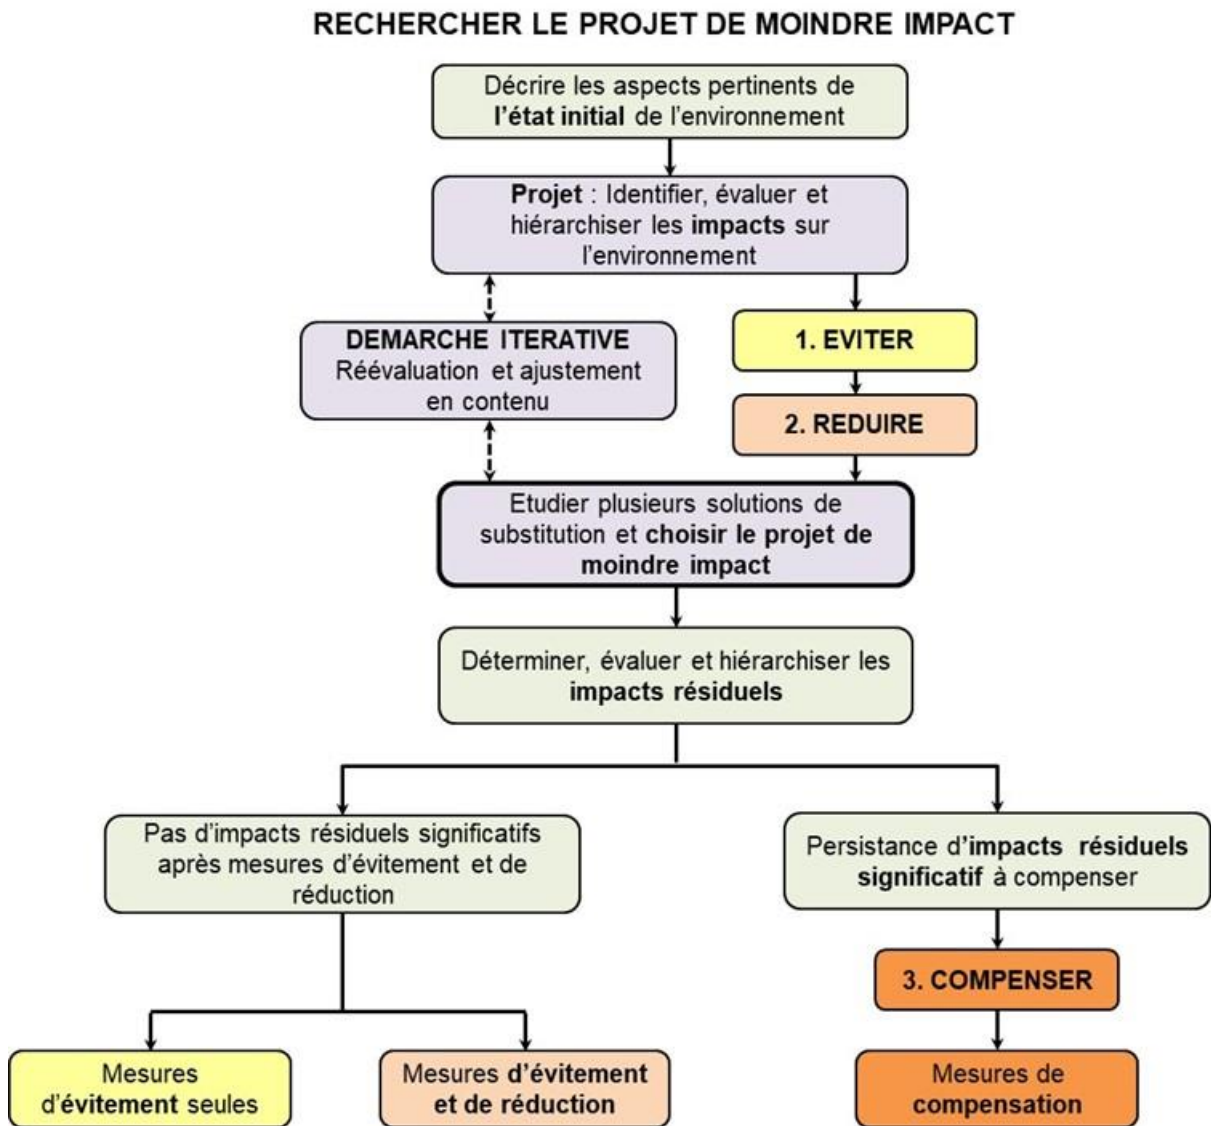 RECHERCHER LE PROJET DE MOINDRE IMPACT
Décrire les aspects pertinents de
l'état initial de l'environnement
Projet : Identifier, évaluer et
hiérarchiser les impacts sur
l'environnement
DEMARCHE ITERATIVE
Réévaluation et ajustement
en contenu
1. EVITER
2. REDUIRE
Etudier plusieurs solutions de
substitution et choisir le projet de
moindre impact
Déterminer, évaluer et hiérarchiser les
impacts résiduels
Pas d'impacts résiduels significatifs
après mesures d'évitement et de
réduction
Persistance d'impacts résiduels
significatif à compenser
3. COMPENSER
Mesures
d'évitement seules
Mesures d'évitement
et de réduction
Mesures de
compensation